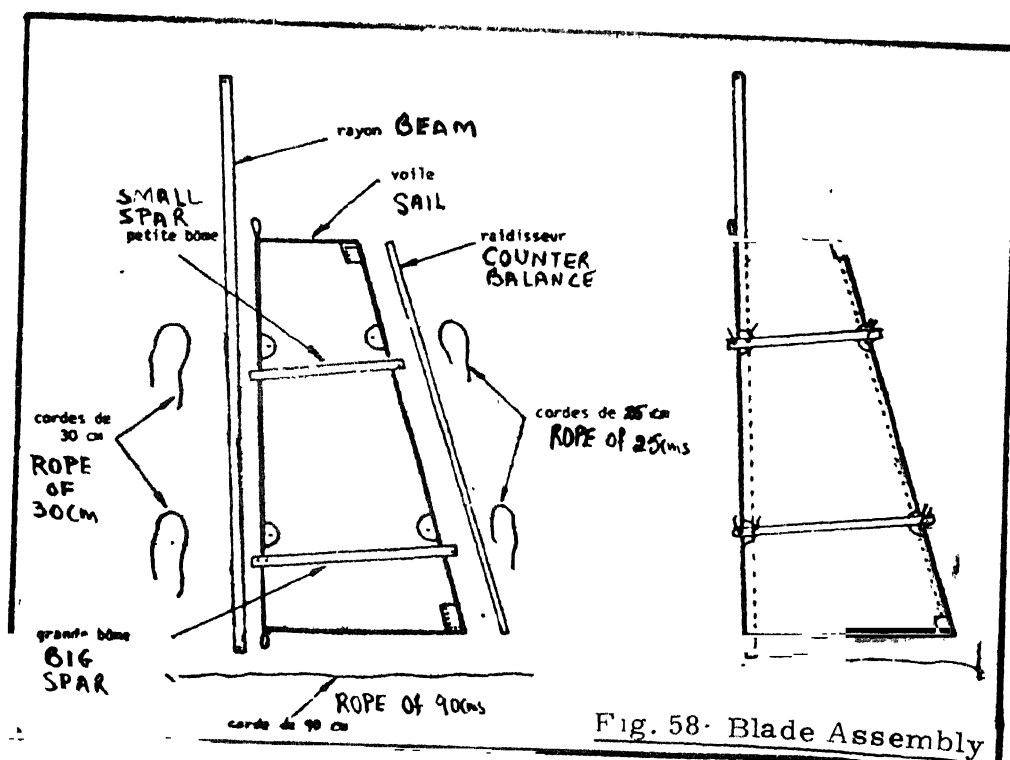 rayon BEAM
voile
SAIL
SMALL
SPAR
petite bôme
raidisseur
COUNTER
BALANCE
cordes de
30 cm
ROPE
OF
30cm
cordes de 25 cm
ROPE of 25cms
grande bôme
BIG
SPAR
ROPE Of 90cms
corde de 90 cm
Fig. 58. Blade Assembly